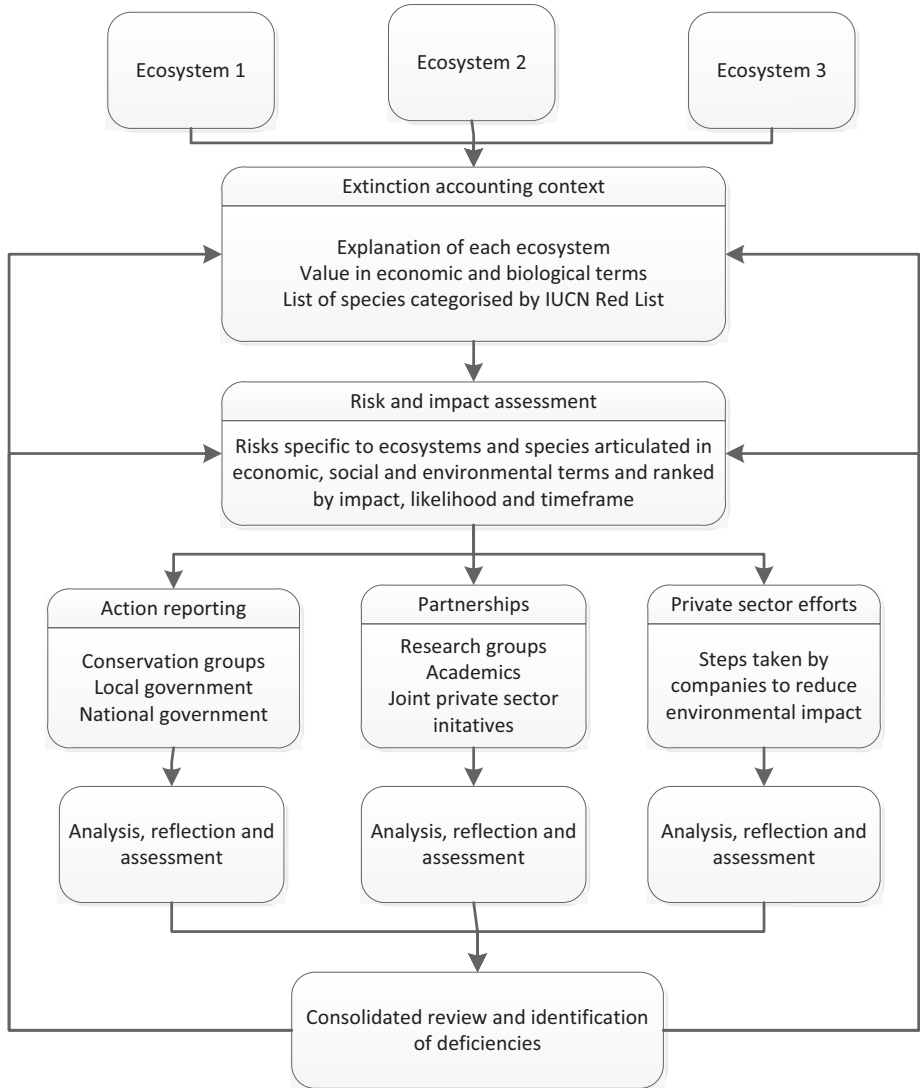 Ecosystem 1
Ecosystem 2
Ecosystem 3
Extinction accounting context
Explanation of each ecosystem
Value in economic and biological terms
List of species categorised by IUCN Red List
Risk and impact assessment
Risks specific to ecosystems and species articulated in
economic, social and environmental terms and ranked
by impact, likelihood and timeframe
Action reporting
Conservation groups
Local government
National government
Partnerships
Research groups
Academics
Joint private sector
initatives
Private sector efforts
Steps taken by
companies to reduce
environmental impact
Analysis, reflection and
assessment
Analysis, reflection and
assessment
Analysis, reflection and
assessment
Consolidated review and identification
of deficiencies